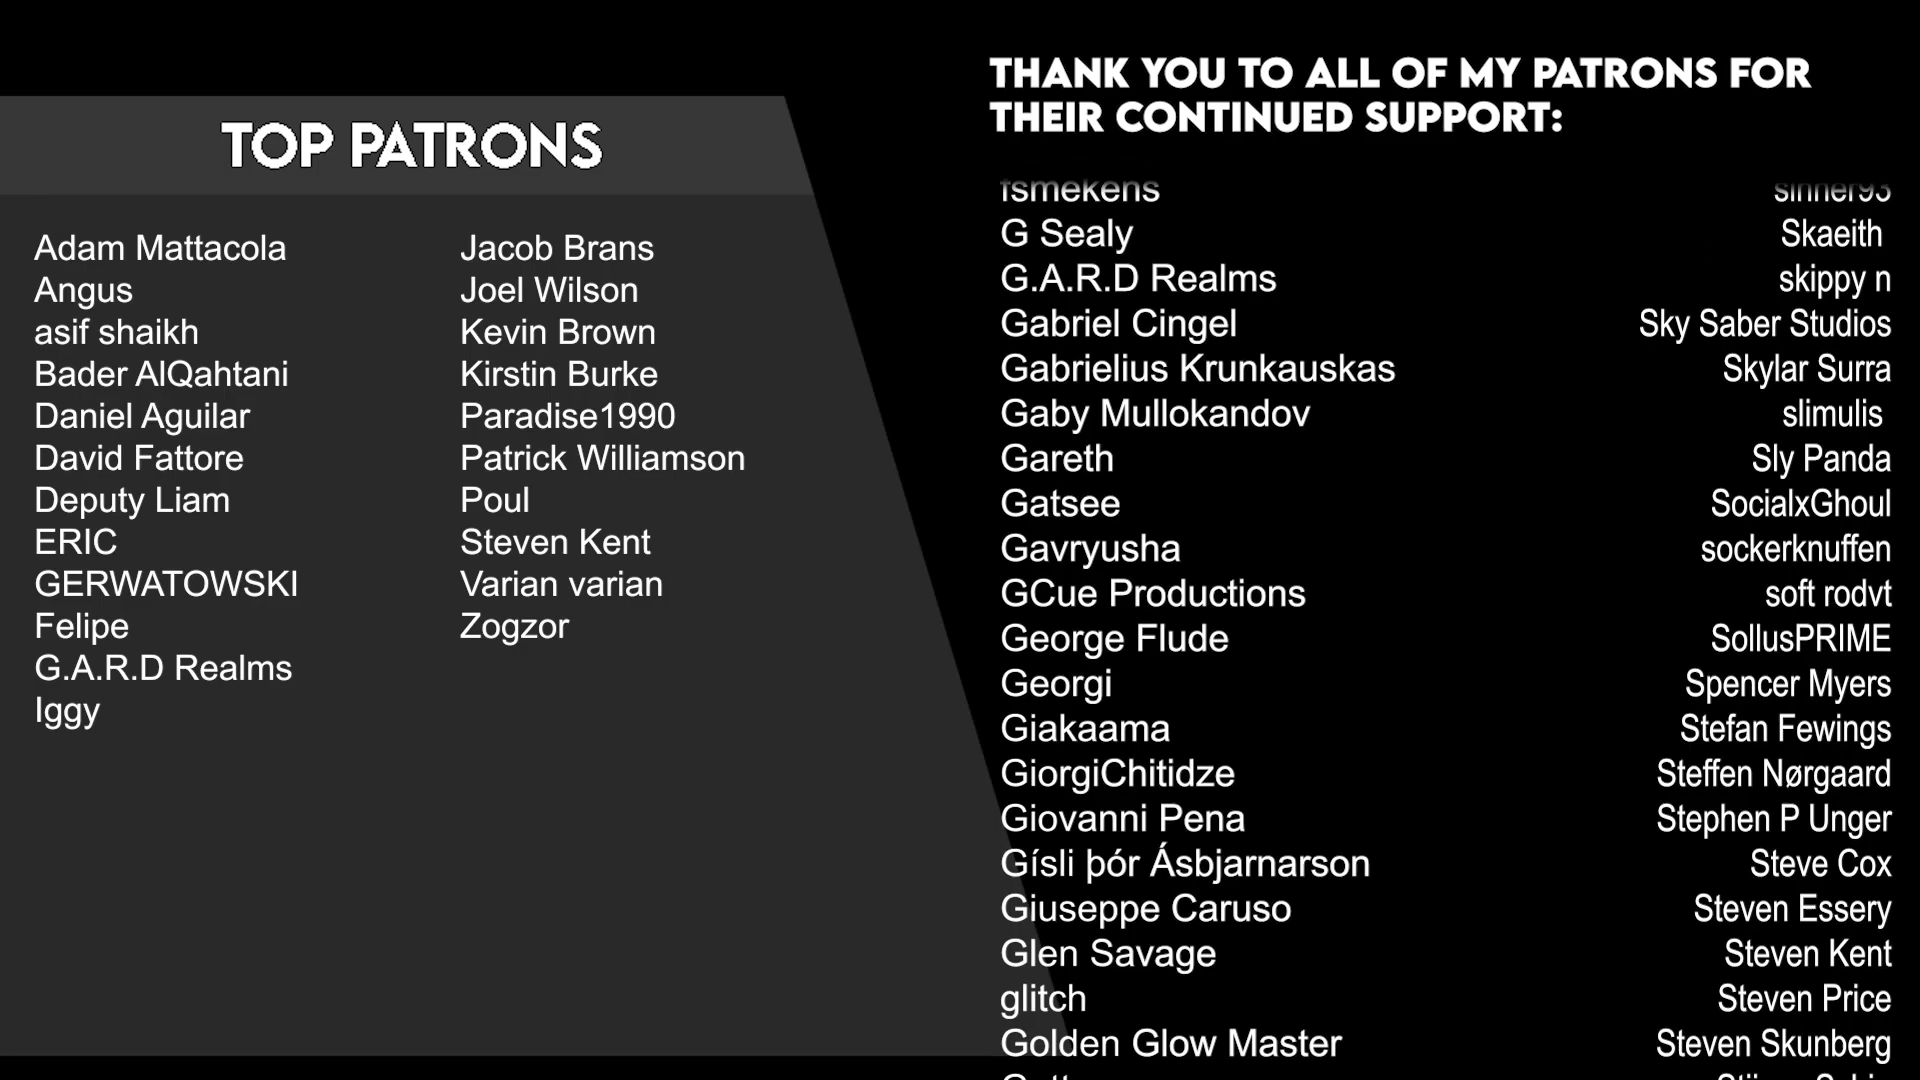 TOP PATRONS
Adam Mattacola
Angus
asif shaikh
Bader AlQahtani
Daniel Aguilar
David Fattore
Deputy Liam
ERIC
GERWATOWSKI
Felipe
G.A.R.D Realms
Iggy
Jacob Brans
Joel Wilson
Kevin Brown
Kirstin Burke
Paradise1990
Patrick Williamson
Poul
Steven Kent
Varian varian
Zogzor
THANK YOU TO ALL OF MY PATRONS FOR
THEIR CONTINUED SUPPORT:
fsmekens
G Sealy
G.A.R.D Realms
Gabriel Cingel
Gabrielius Krunkauskas
Gaby Mullokandov
Gareth
Gatsee
Gavryusha
GCue Productions
George Flude
Georgi
Giakaama
GiorgiChitidze
Giovanni Pena
Gísli þór Ásbjarnarson
Giuseppe Caruso
Glen Savage
glitch
Golden Glow Master
sinner93
Skaeith
skippy n
Sky Saber Studios
Skylar Surra
slimulis
Sly Panda
SocialxGhoul
sockerknuffen
soft rodvt
SollusPRIME
Spencer Myers
Stefan Fewings
Steffen Nørgaard
Stephen P Unger
Steve Cox
Steven Essery
Steven Kent
Steven Price
Steven Skunberg